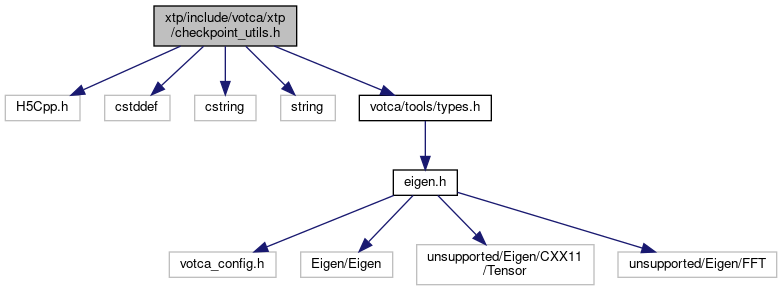 xtp/include/votca/xtp
/checkpoint_utils.h
H5Cpp.h
cstddef
cstring
string
votca/tools/types.h
eigen.h
votca_config.h
Eigen/Eigen
unsupported/Eigen/CXX11
/Tensor
unsupported/Eigen/FFT